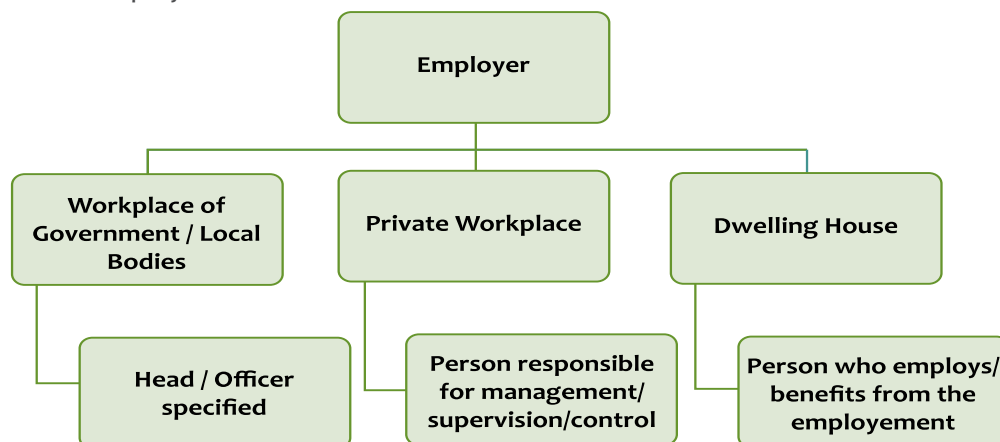 Employer
Workplace of
Government / Local
Bodies
Private Workplace
Dwelling House
Head / Officer
specified
Person responsible
for management/
supervision/control
Person who employs/
benefits from the
employement